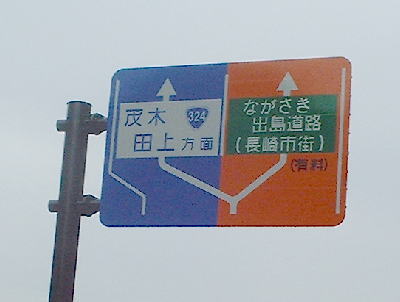 茂木 324
田上方面
ながさき
出島道路
(長崎市街)
(有料)